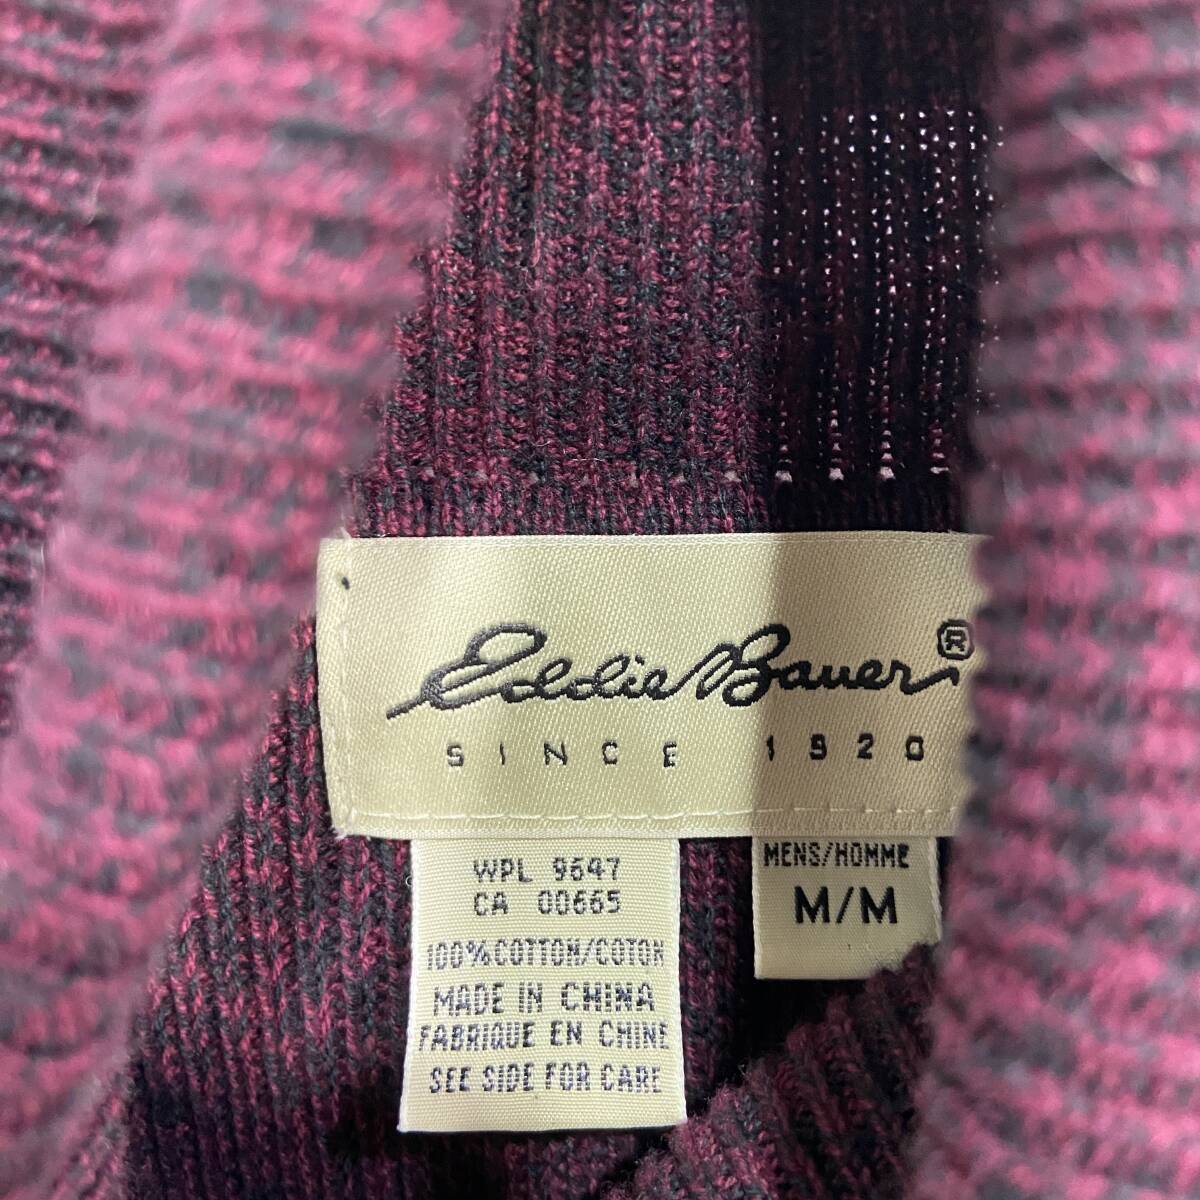 Eddie Bauer®
SINCE 1920
WPL 9647
CA 00665
100% COTTON/COTON
MADE IN CHINA
FABRIQUE EN CHINE
SEE SIDE FOR CARE
MENS/HOMME
M/M